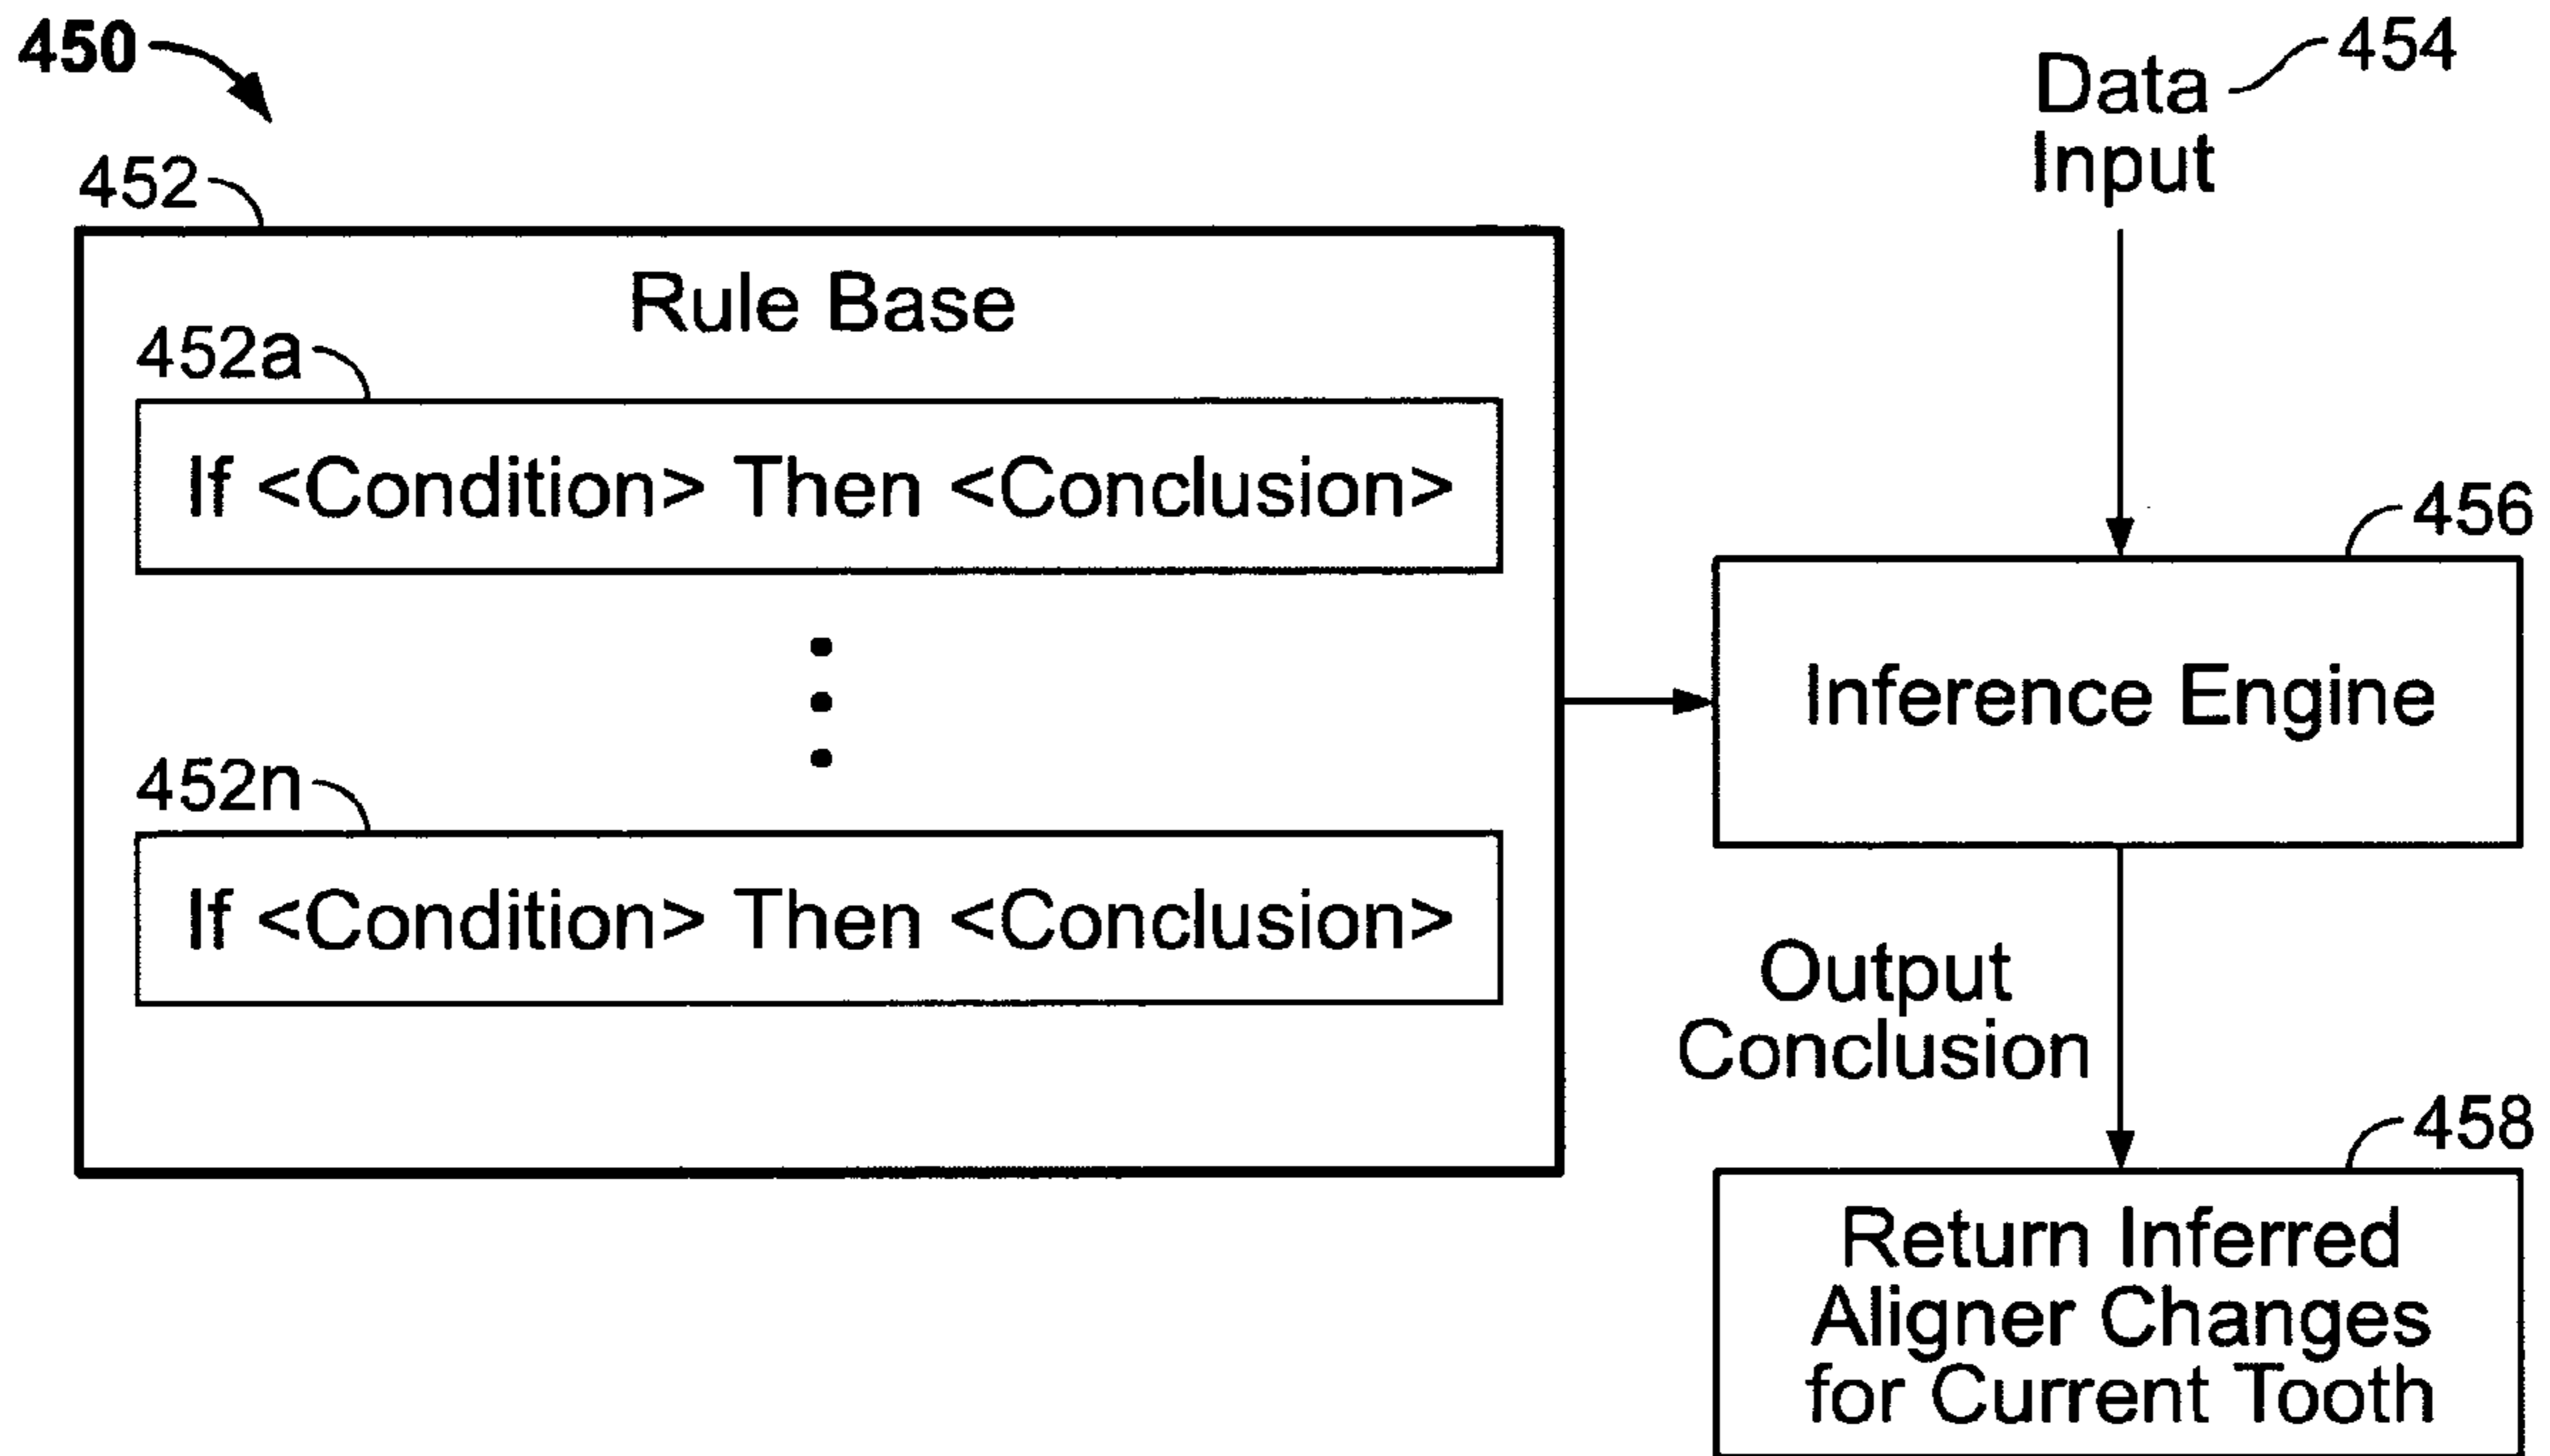 450
452
Rule Base
452a
If <Condition> Then <Conclusion>
452n
If <Condition> Then <Conclusion>
454
Data
Input
456
Inference Engine
Output
Conclusion
458
Return Inferred
Aligner Changes
for Current Tooth